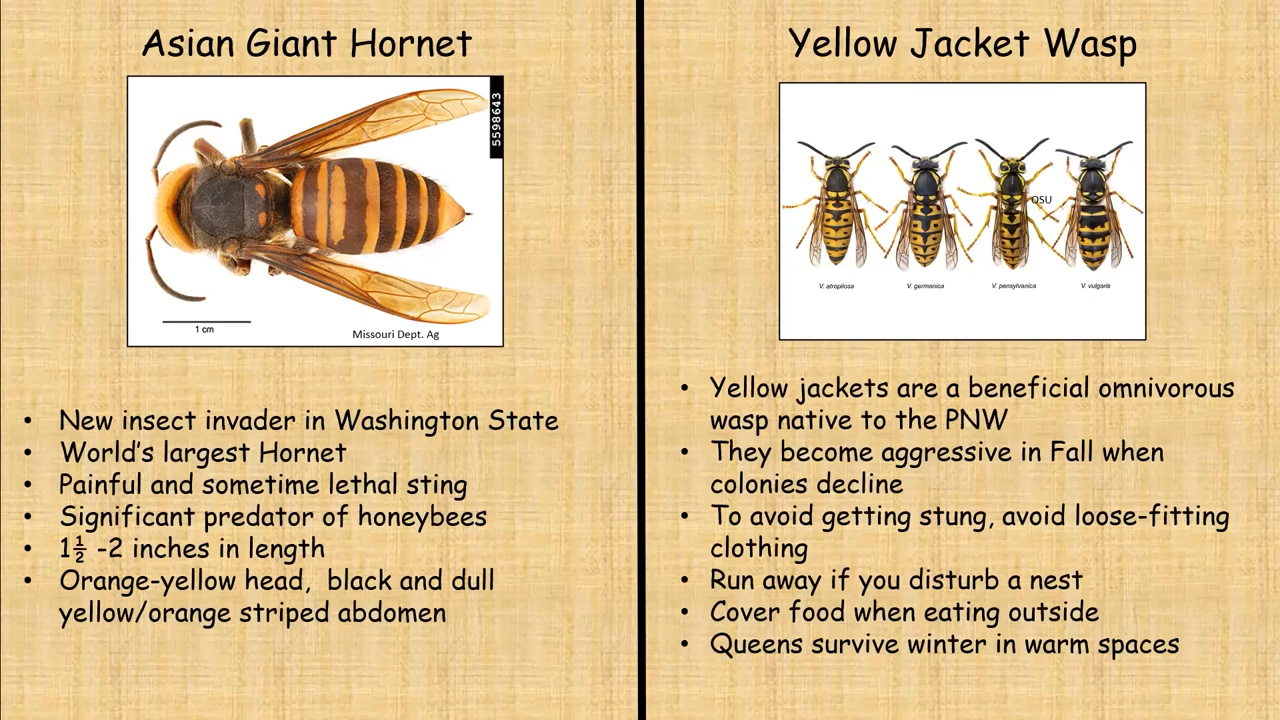 Asian Giant Hornet
5598643
1 cm
Missouri Dept. Ag
• New insect invader in Washington State
• World's largest Hornet
• Painful and sometime lethal sting
• Significant predator of honeybees
• 1½ -2 inches in length
• Orange-yellow head,  black and dull
yellow/orange striped abdomen
Yellow Jacket Wasp
OSU
V. atropilosa
V. germanica
V. pensylvanica
V. vulgaris
• Yellow jackets are a beneficial omnivorous
wasp native to the PNW
• They become aggressive in Fall when
colonies decline
• To avoid getting stung, avoid loose-fitting
clothing
• Run away if you disturb a nest
• Cover food when eating outside
• Queens survive winter in warm spaces